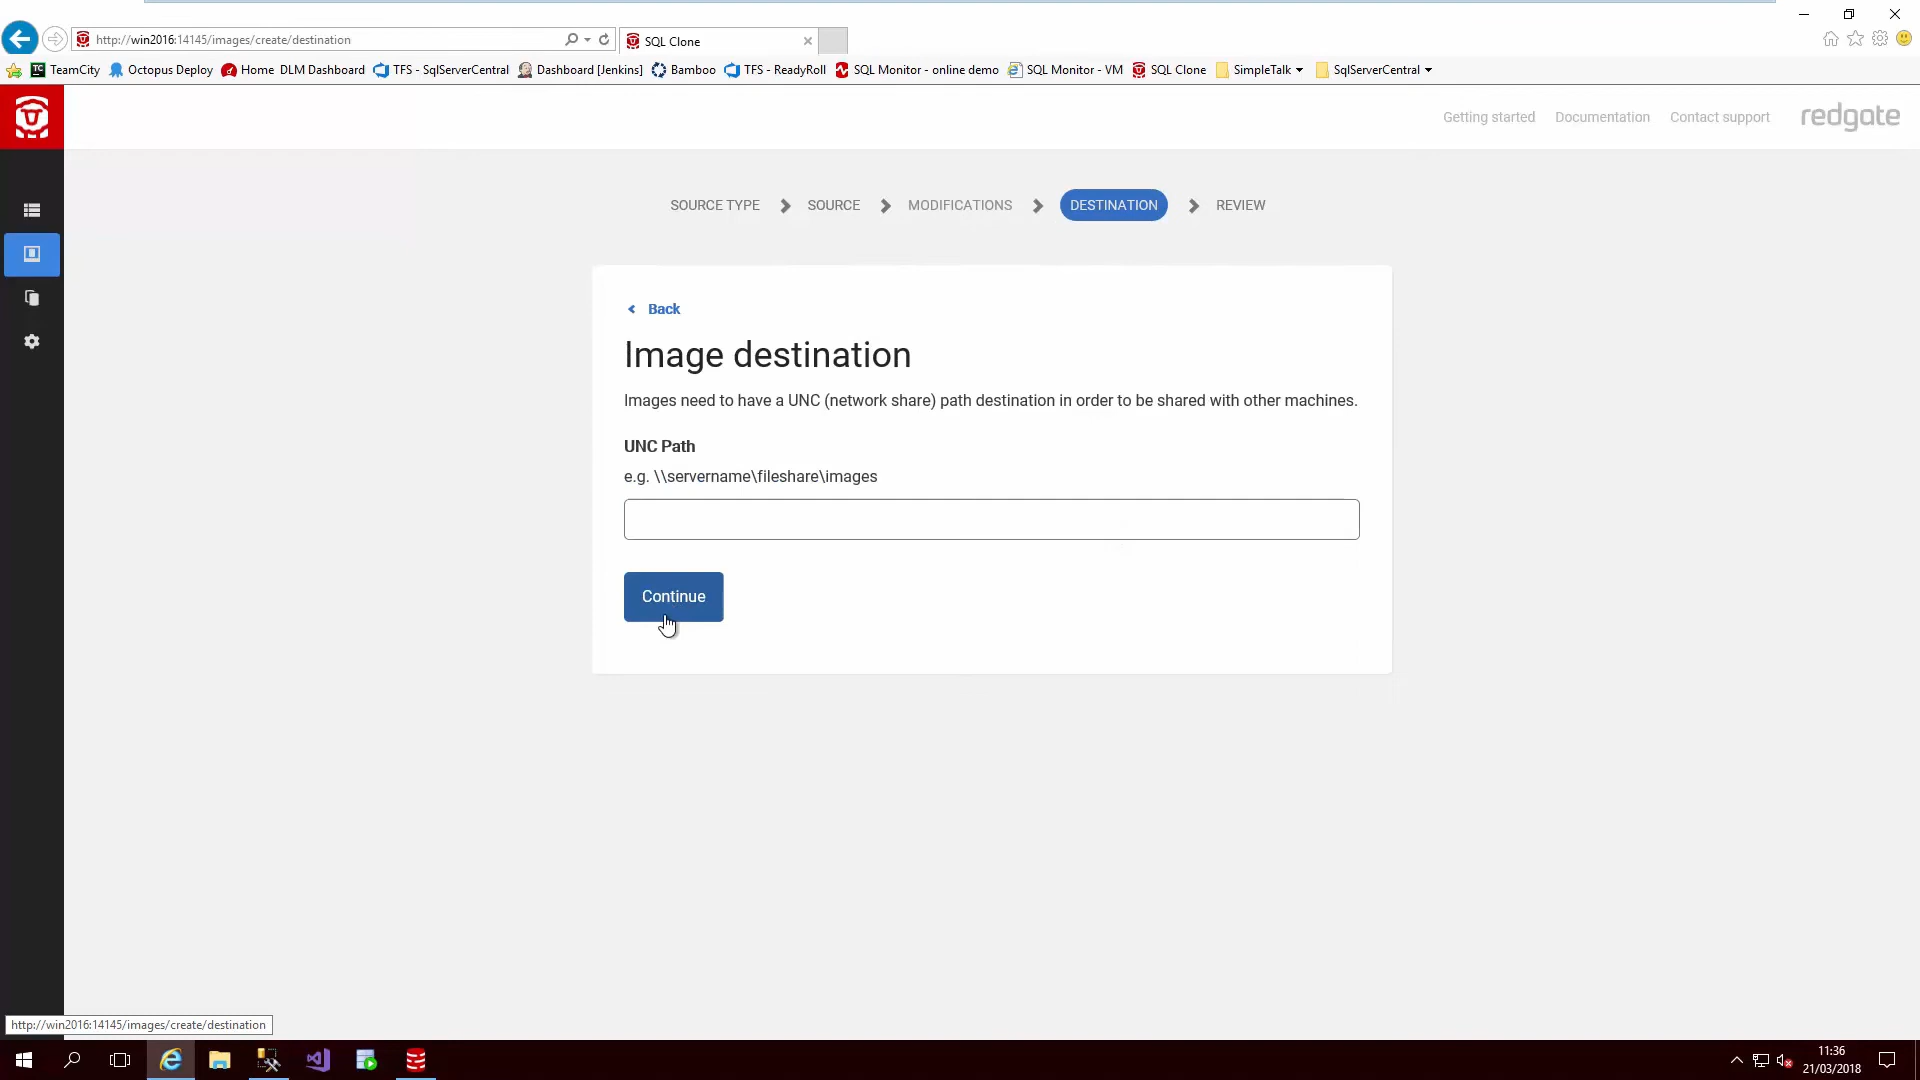 http://win2016:14145/images/create/destination
SQL Clone
TeamCity Octopus Deploy Home DLM Dashboard TFS - SqlServerCentral Dashboard [Jenkins] Bamboo TFS - ReadyRoll SQL Monitor - online demo SQL Monitor - VM SQL Clone SimpleTalk SqlServerCentral
Getting started Documentation Contact support redgate
SOURCE TYPE SOURCE MODIFICATIONS DESTINATION REVIEW
Back
Image destination
Images need to have a UNC (network share) path destination in order to be shared with other machines.
UNC Path
e.g. \\servername\fileshare\images
Continue
http://win2016:14145/images/create/destination
11:36
21/03/2018